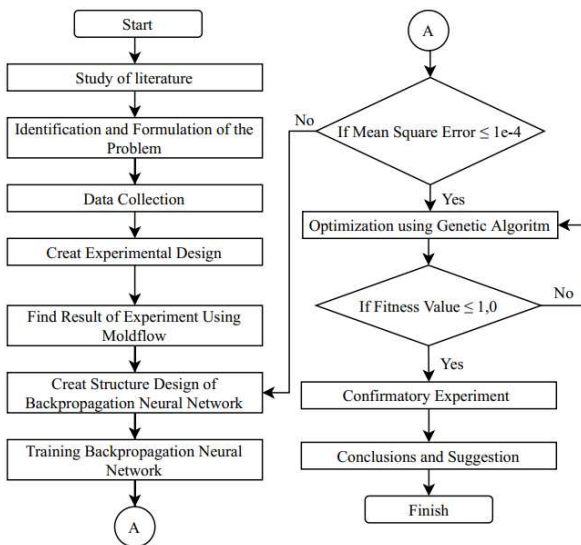 Start
Study of literature
Identification and Formulation of the
Problem
Data Collection
Creat Experimental Design
Find Result of Experiment Using
Moldflow
Creat Structure Design of
Backpropagation Neural Network
Training Backpropagation Neural
Network
A
A
If Mean Square Error ≤ 1e-4
No
Yes
Optimization using Genetic Algoritm
If Fitness Value ≤ 1,0
No
Yes
Confirmatory Experiment
Conclusions and Suggestion
Finish